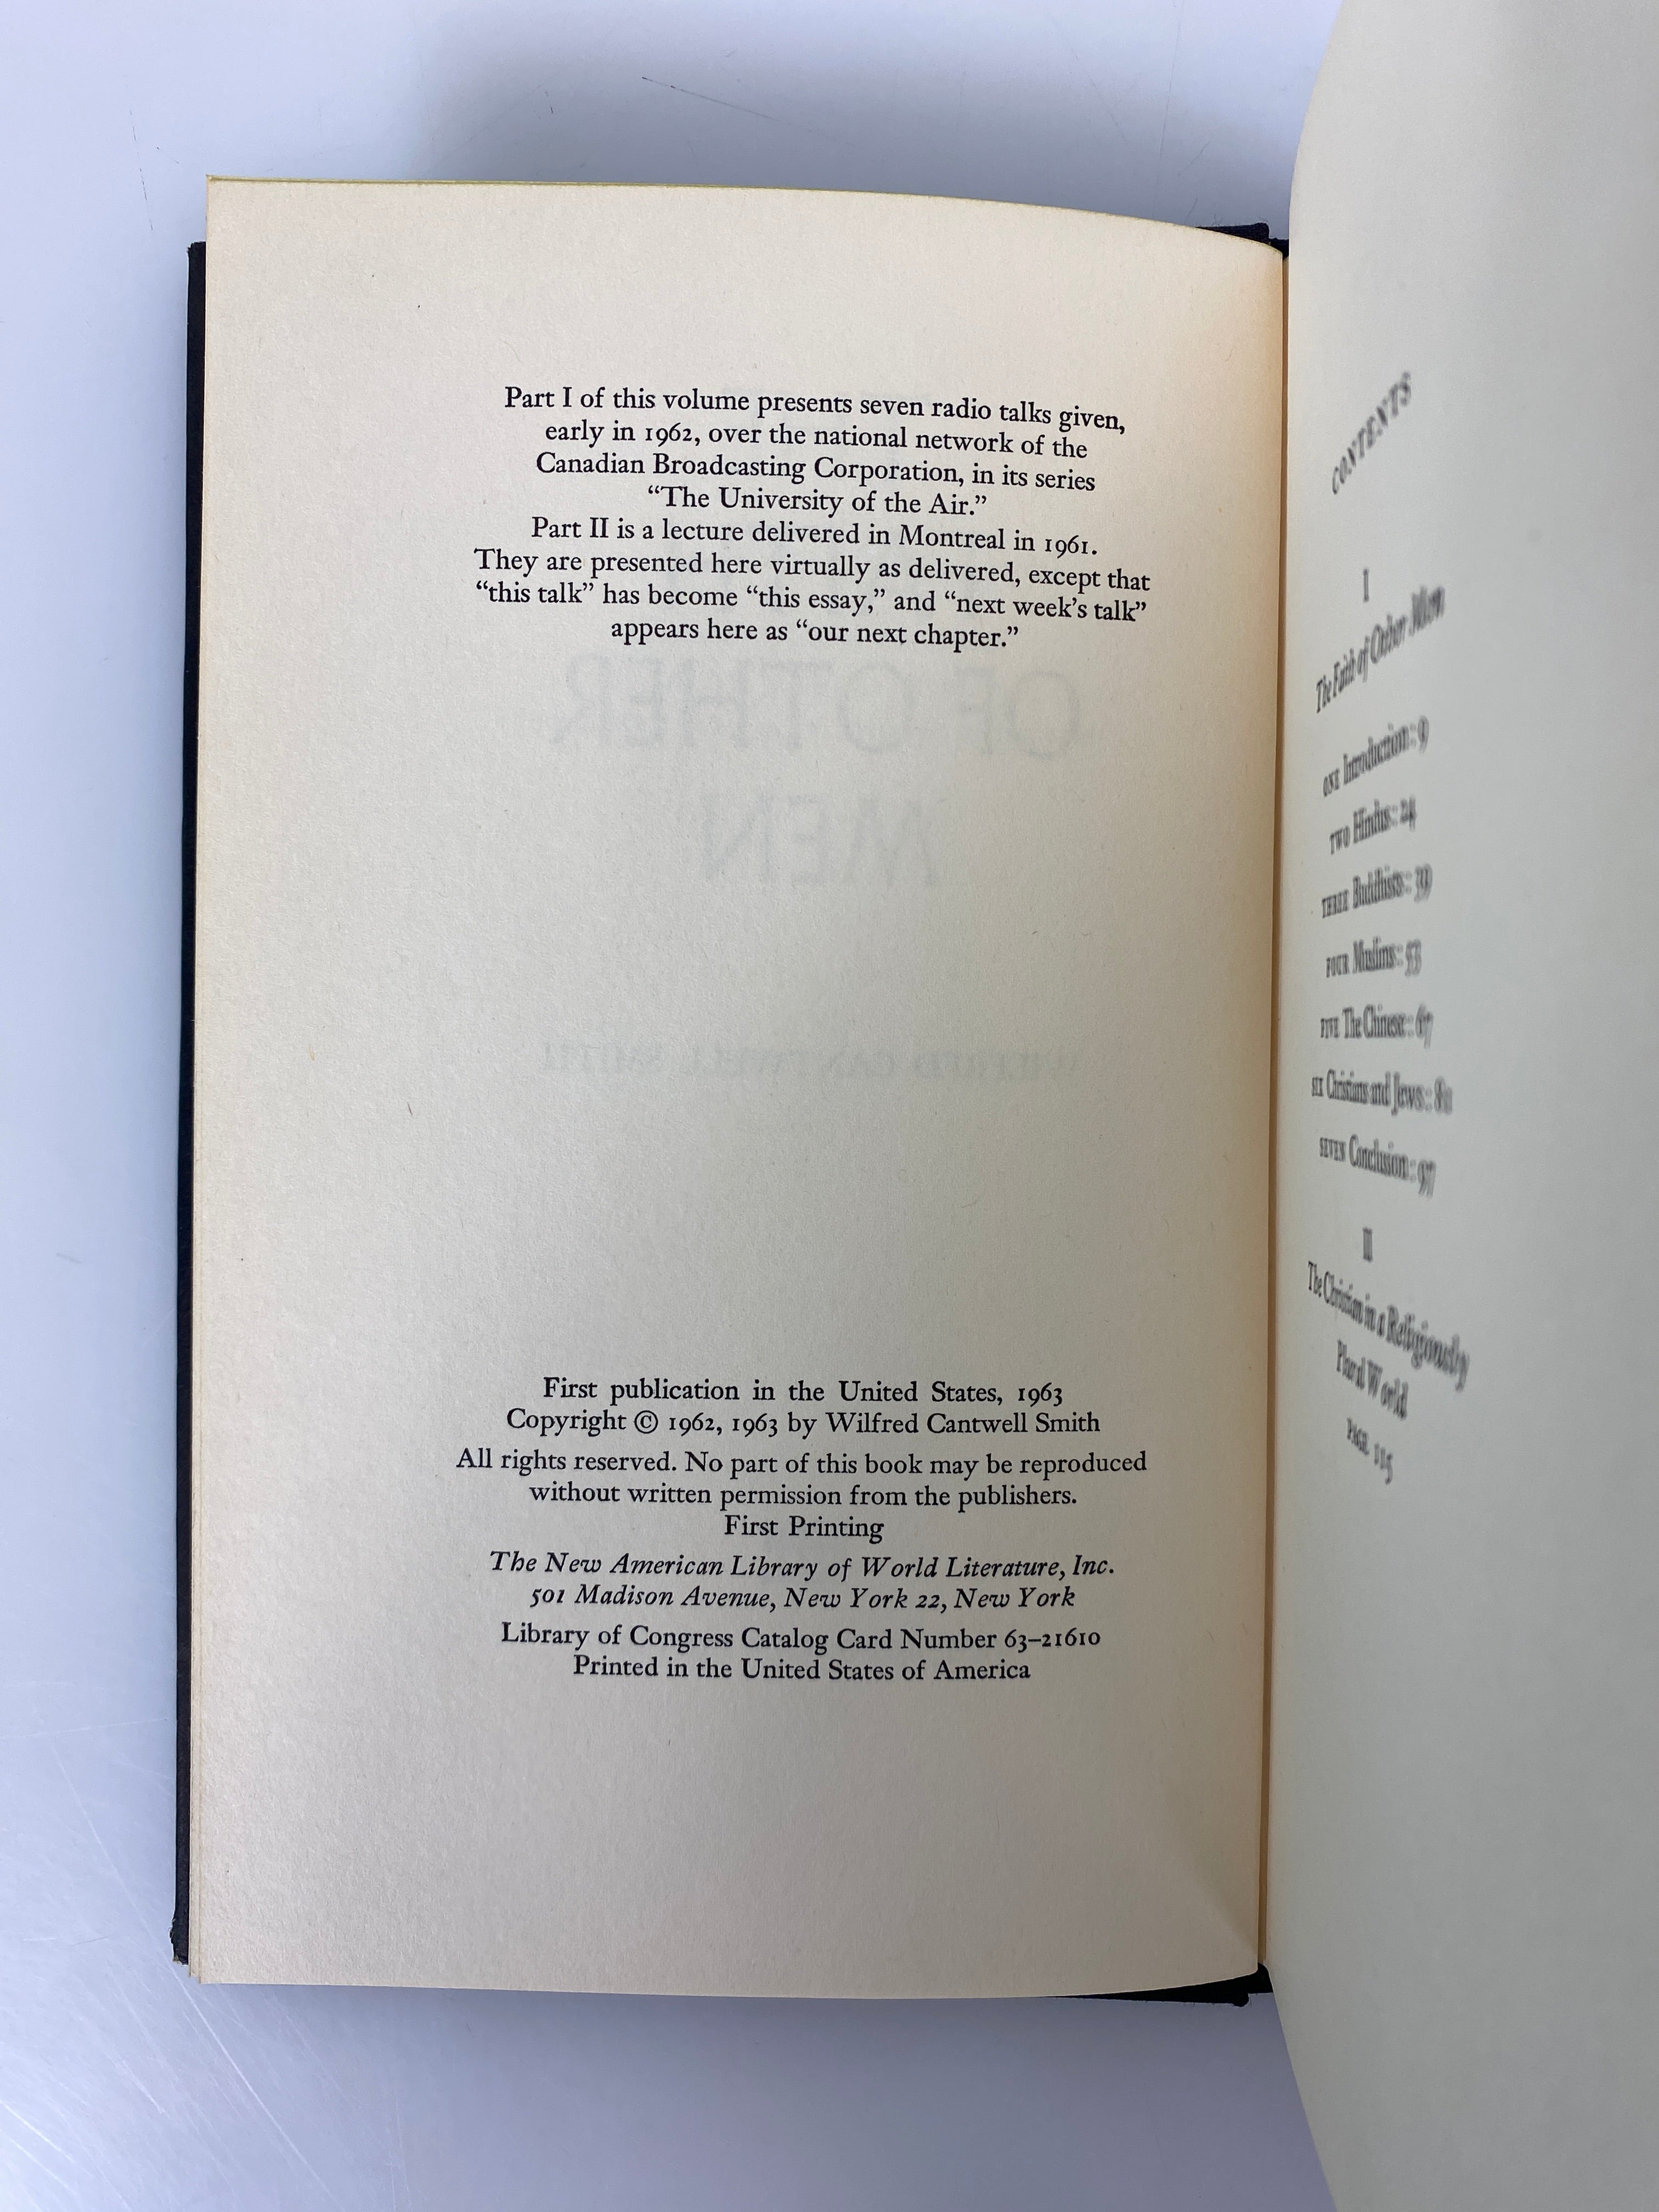 Part I of this volume presents seven radio talks given,
early in 1962, over the national network of the
Canadian Broadcasting Corporation, in its series
“The University of the Air.”
Part II is a lecture delivered in Montreal in 1961.
They are presented here virtually as delivered, except that
“this talk” has become “this essay,” and “next week's talk”
appears here as “our next chapter.”
OF OTHER
MEN
WILFRED CANTWELL SMITH
First publication in the United States, 1963
Copyright © 1962, 1963 by Wilfred Cantwell Smith
All rights reserved. No part of this book may be reproduced
without written permission from the publishers.
First Printing
The New American Library of World Literature, Inc.
501 Madison Avenue, New York 22, New York
Library of Congress Catalog Card Number 63–21610
Printed in the United States of America
CONTENTS
I
The Faith of Other Men
ONE Introduction :: 9
TWO Hindus :: 24
THREE Buddhists :: 39
FOUR Muslims :: 53
FIVE The Chinese :: 67
SIX Christians and Jews ::
SEVEN Conclusion :: 97
II
The Christian in a Religiously
Plural World
PAGE 115